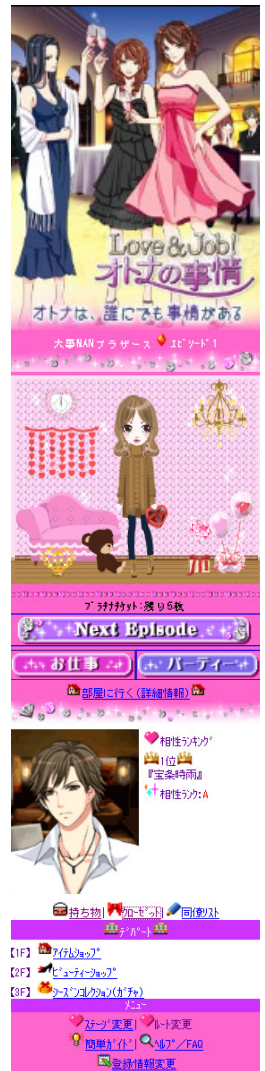 Love & Job!
オトナの事情
オトナは、誰にでも事情がある
大事NANブラザース エピソード1
プラチナチケット:残り5枚
Next Episode
お仕事 パーティー
部屋に行く(詳細情報)
相性ランキング
1位
『宝条時雨』
相性ランク:A
持ち物| クローゼット| 同僚リスト
デパート
【1F】 アイテムショップ
【2F】 ビューティーショップ
【3F】 シーズンコレクション(ガチャ)
メニュー
ステージ変更| ルート変更
簡単ガイド| ヘルプ/FAQ
登録情報変更